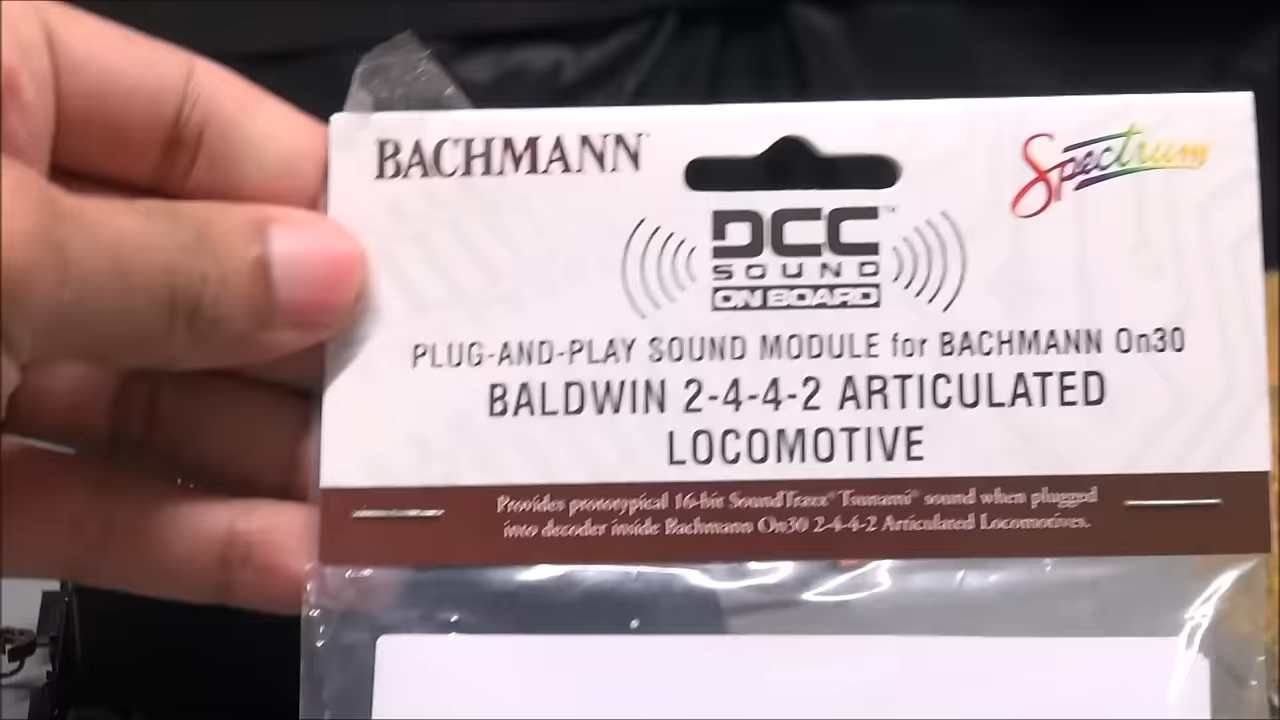 BACHMANN
Spectrum
DCC™
SOUND
ON BOARD
PLUG-AND-PLAY SOUND MODULE for BACHMANN On30
BALDWIN 2-4-4-2 ARTICULATED
LOCOMOTIVE
Provides prototypical 16-bit SoundTraxx® Tsunami® sound when plugged
into decoder inside Bachmann On30 2-4-4-2 Articulated Locomotives.